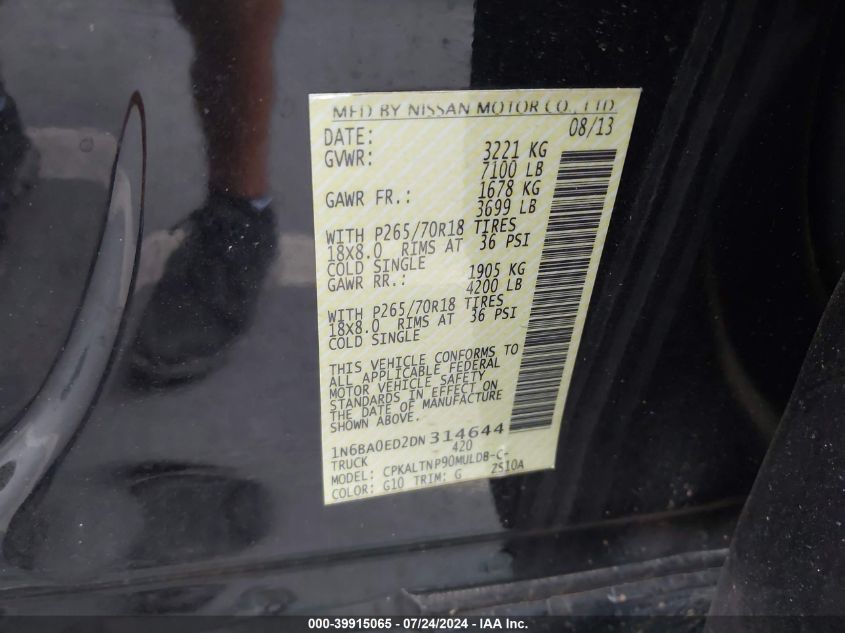 MFD BY NISSAN MOTOR CO., LTD.
DATE: 08/13
GVWR: 3221 KG
7100 LB
GAWR FR.: 1678 KG
3699 LB
WITH P265/70R18 TIRES
18X8.0 RIMS AT 36 PSI
COLD SINGLE
GAWR RR.: 1905 KG
4200 LB
WITH P265/70R18 TIRES
18X8.0 RIMS AT 36 PSI
COLD SINGLE
THIS VEHICLE CONFORMS TO
ALL APPLICABLE FEDERAL
MOTOR VEHICLE SAFETY
STANDARDS IN EFFECT ON
THE DATE OF MANUFACTURE
SHOWN ABOVE.
1N6BA0ED2DN314644
TRUCK 420
MODEL: CPKALTNP90MULDB-C-
COLOR: G10 TRIM: G 2S10A
000-39915065 - 07/24/2024 - IAAI.com